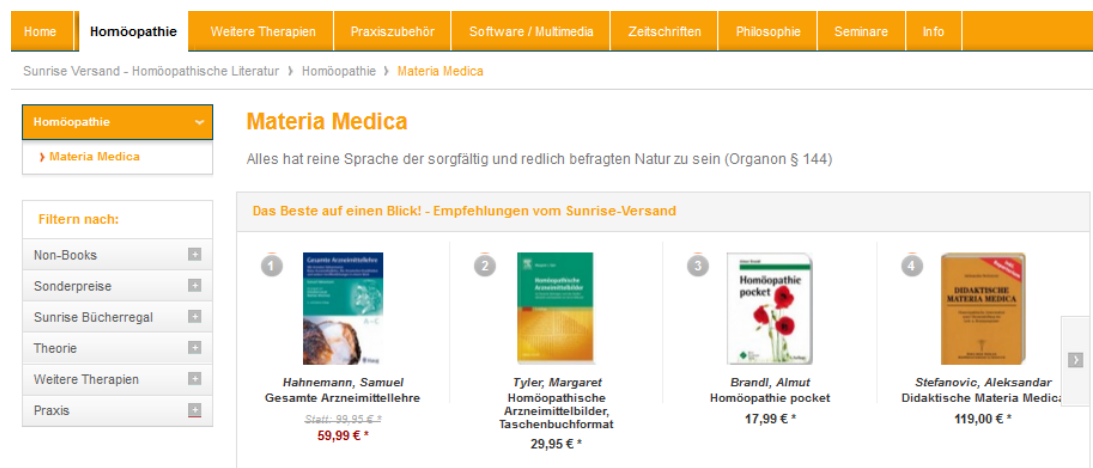 Home Homöopathie Weitere Therapien Praxiszubehör Software / Multimedia Zeitschriften Philosophie Seminare Info
Sunrise Versand - Homöopathische Literatur › Homöopathie › Materia Medica
Homöopathie
› Materia Medica
Filtern nach:
Non-Books
Sonderpreise
Sunrise Bücherregal
Theorie
Weitere Therapien
Praxis
Materia Medica
Alles hat reine Sprache der sorgfältig und redlich befragten Natur zu sein (Organon § 144)
Das Beste auf einen Blick! - Empfehlungen vom Sunrise-Versand
1
Gesamte Arzneimittellehre
A - C
Hahnemann, Samuel
Gesamte Arzneimittellehre
Statt: 99,95 € *
59,99 € *
2
Homöopathische
Arzneimittelbilder
Tyler, Margaret
Homöopathische
Arzneimittelbilder,
Taschenbuchformat
29,95 € *
3
Homöopathie
pocket
Brandl, Almut
Homöopathie pocket
17,99 € *
4
DIDAKTISCHE
MATERIA MEDICA
Stefanovic, Aleksandar
Didaktische Materia Medica
119,00 € *